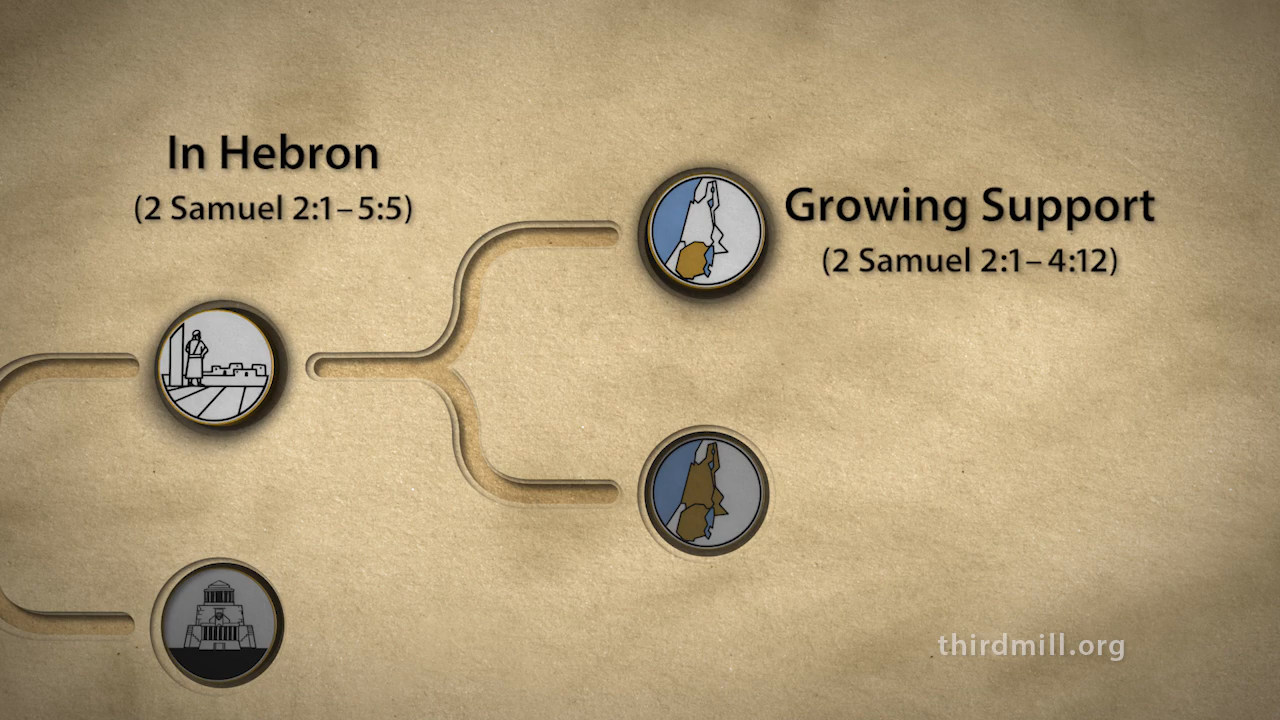 In Hebron
(2 Samuel 2:1–5:5)
Growing Support
(2 Samuel 2:1–4:12)
thirdmill.org